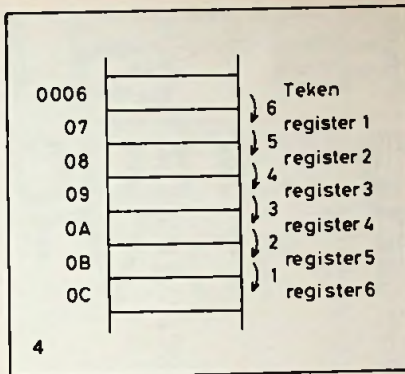 0006 Teken
6
07 register 1
5
08 register 2
4
09 register 3
3
0A register 4
2
0B register 5
1
0C register 6
4